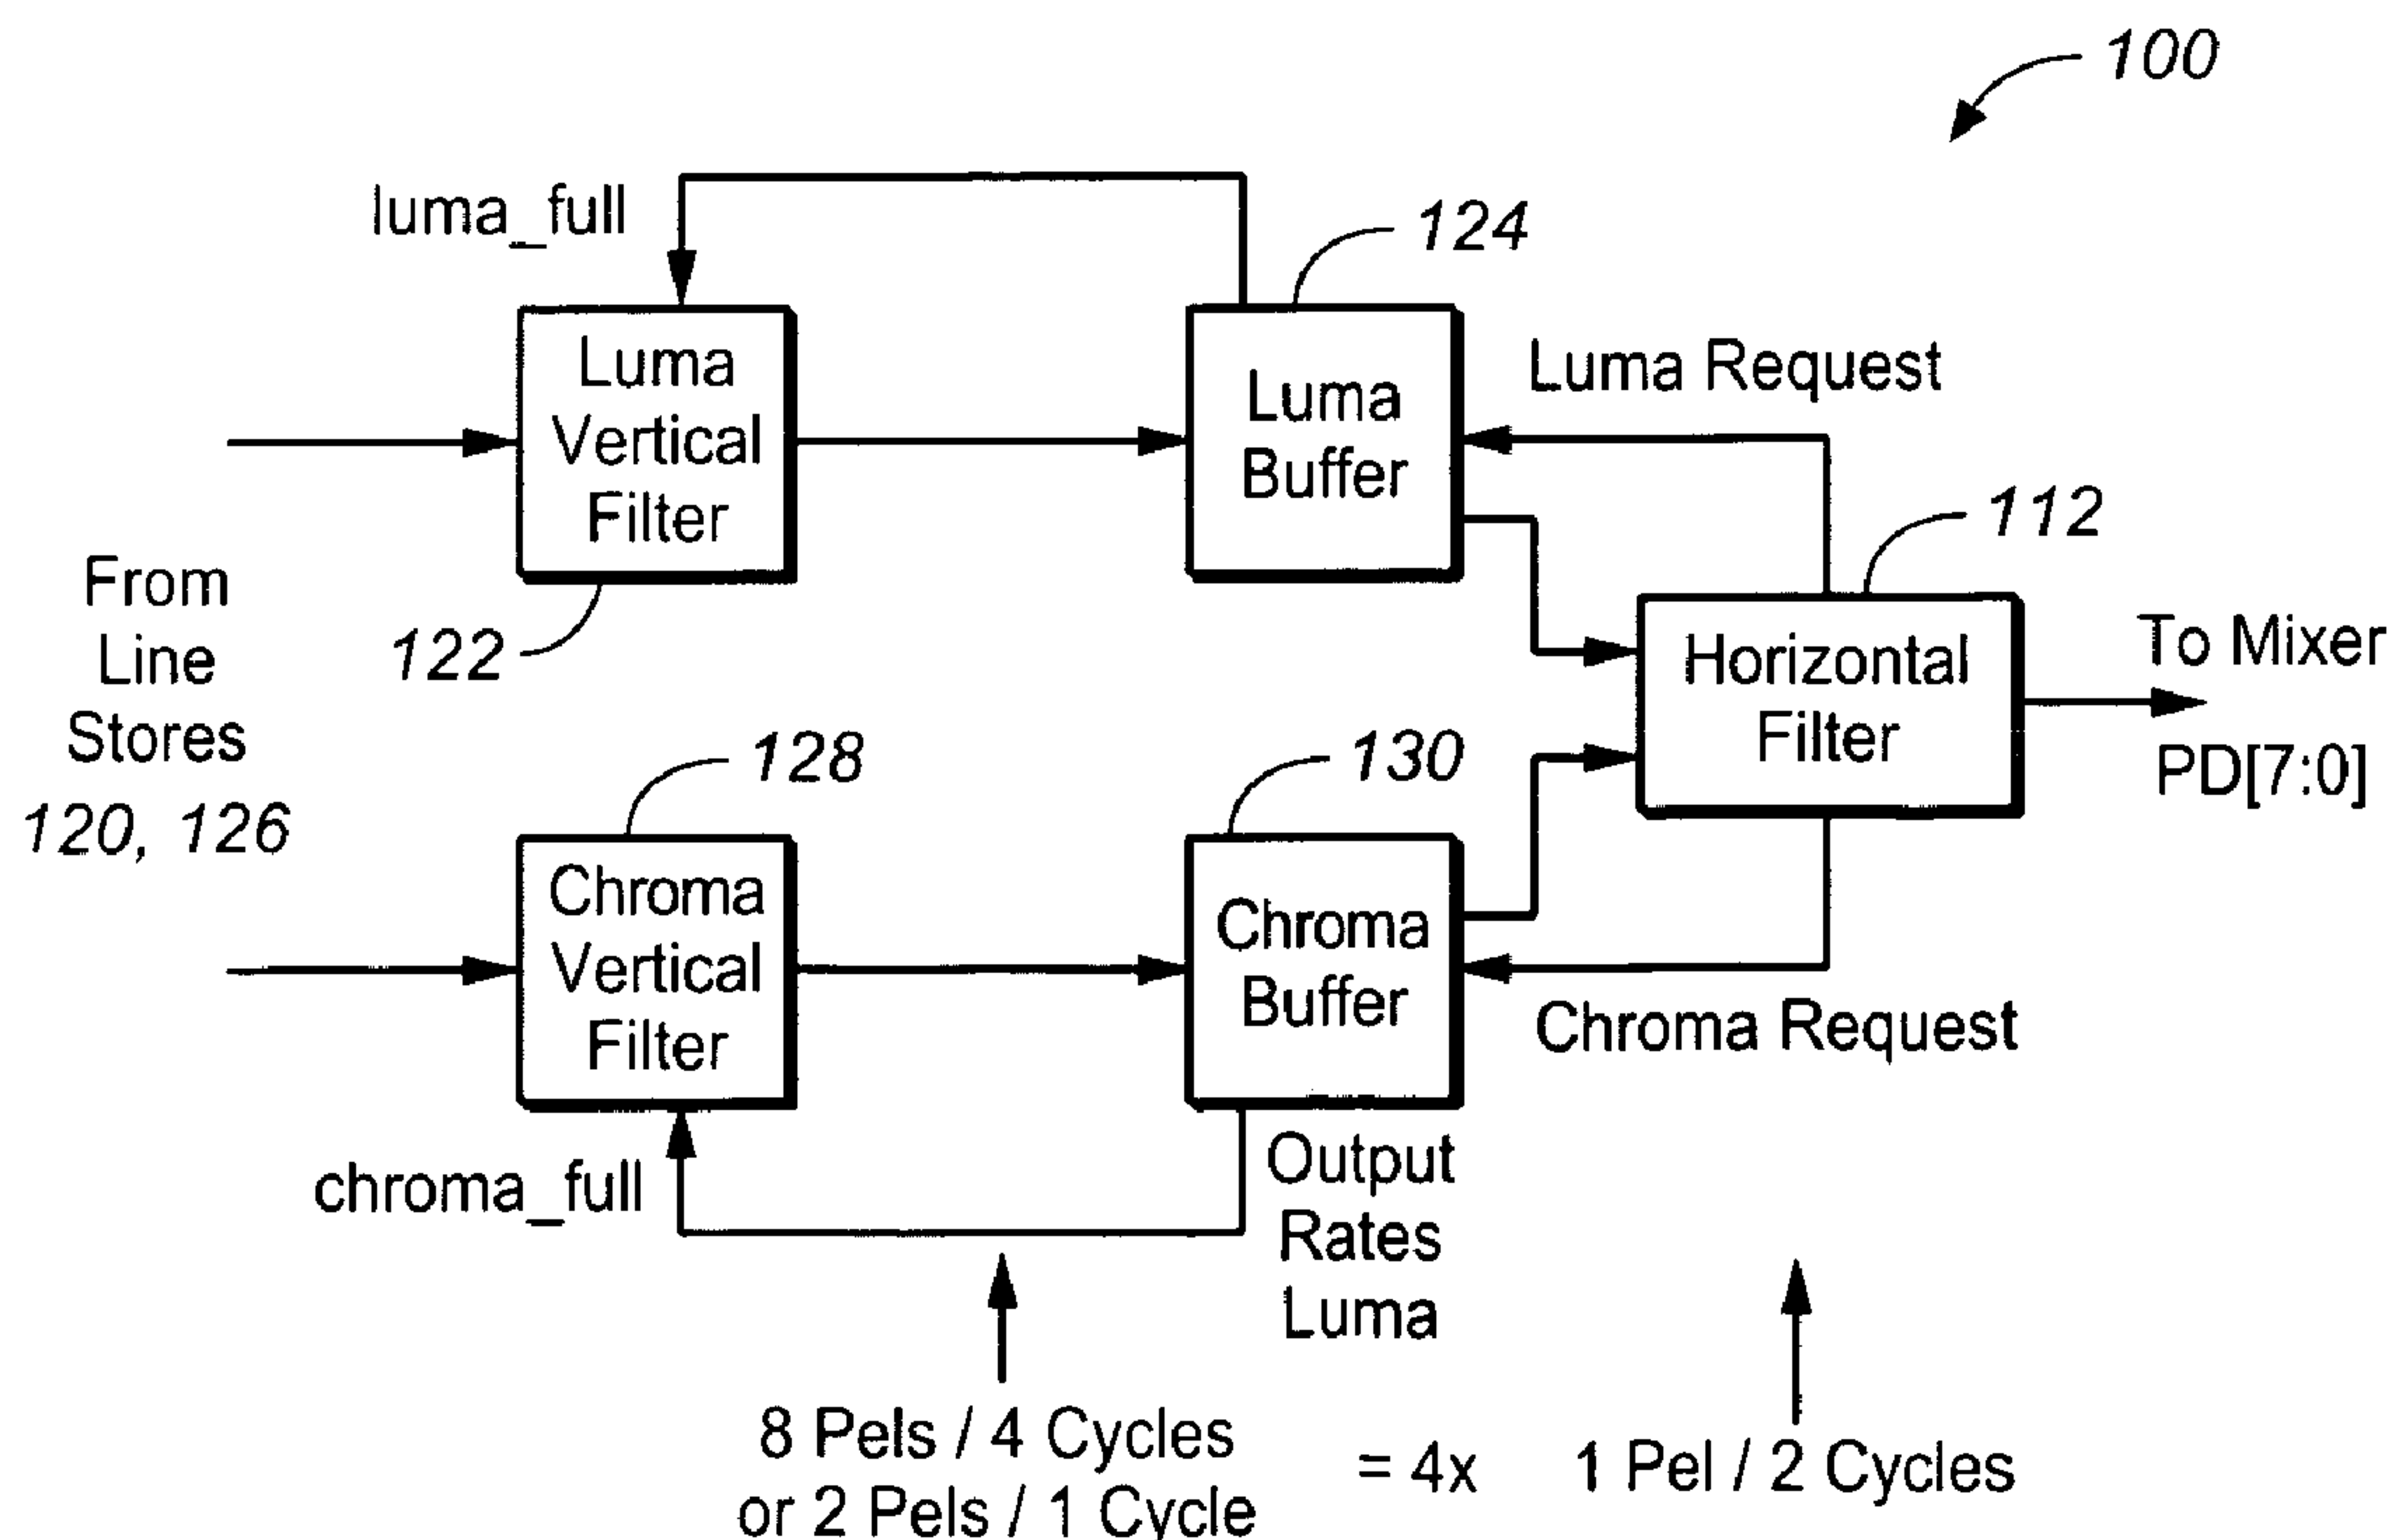 100
luma_full
124
Luma
Vertical
Filter
Luma
Buffer
Luma Request
112
From
Line
Stores
120, 126
122
Horizontal
Filter
To Mixer
PD[7:0]
128
130
Chroma
Vertical
Filter
Chroma
Buffer
Chroma Request
chroma_full
Output
Rates
Luma
8 Pels / 4 Cycles
or 2 Pels / 1 Cycle
= 4x
1 Pel / 2 Cycles